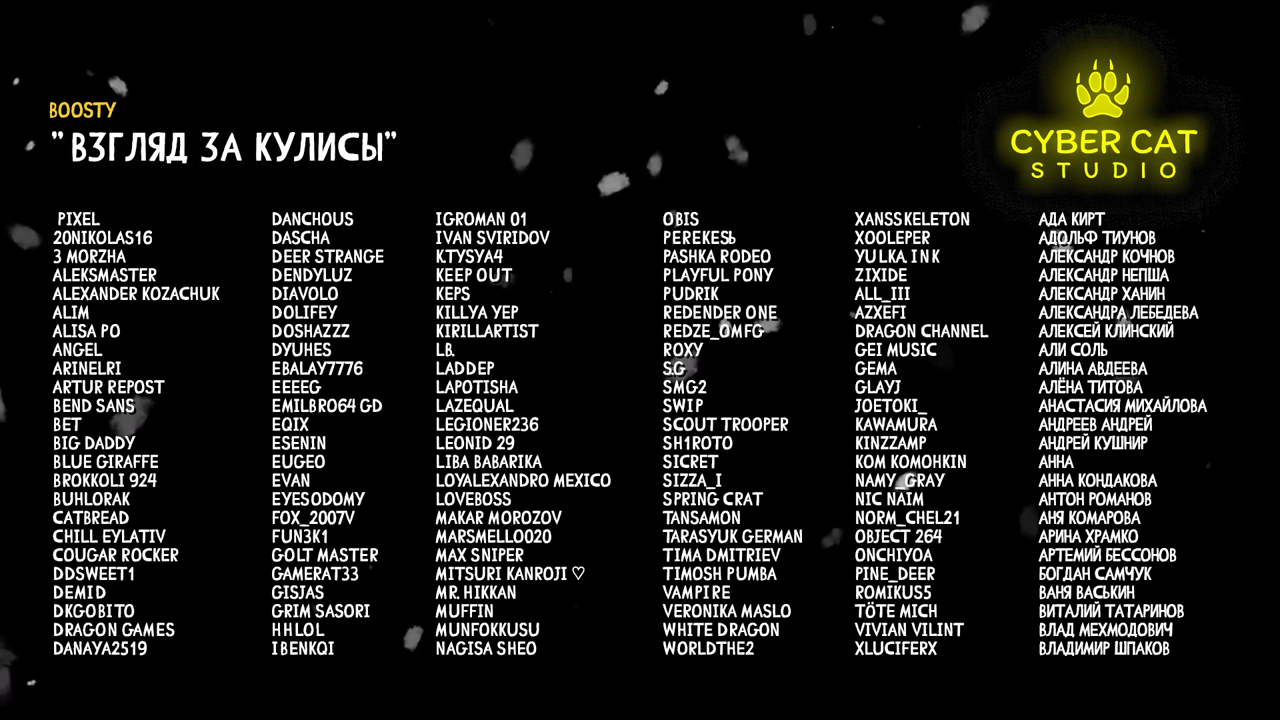 BOOSTY
" ВЗГЛЯД ЗА КУЛИСЫ"
CYBER CAT
STUDIO
PIXEL
20NIKOLAS16
3 MORZHA
ALEKSMASTER
ALEXANDER KOZACHUK
ALIM
ALISA PO
ANGEL
ARINELRI
ARTUR REPOST
BEND SANS
BET
BIG DADDY
BLUE GIRAFFE
BROKKOLI 924
BUHLORAK
CATBREAD
CHILL EYLATIV
COUGAR ROCKER
DDSWEET1
DEMID
DKGOBITO
DRAGON GAMES
DANAYA2519
DANCHOUS
DASCHA
DEER STRANGE
DENDYLUZ
DIAVOLO
DOLIFEY
DOSHAZZZ
DYUHES
EBALAY7776
EEEEG
EMILBRO64 GD
EQIX
ESENIN
EUGEO
EVAN
EYESODOMY
FOX_2007V
FUN3K1
GOLT MASTER
GAMERAT33
GISJAS
GRIM SASORI
HHLOL
IBENKQI
IGROMAN 01
IVAN SVIRIDOV
KTYSYA4
KEEP OUT
KEPS
KILLYA YEP
KIRILLARTIST
LB.
LADDEP
LAPOTISHA
LAZEQUAL
LEGIONER236
LEONID 29
LIBA BABARIKA
LOYALEXANDRO MEXICO
LOVEBOSS
MAKAR MOROZOV
MARSMELLO020
MAX SNIPER
MITSURI KANROJI ♡
MR. HIKKAN
MUFFIN
MUNFOKKUSU
NAGISA SHEO
OBIS
PEREKESЬ
PASHKA RODEO
PLAYFUL PONY
PUDRIK
REDENDER ONE
REDZE_OMFG
ROXY
S.G
SMG2
SWIP
SCOUT TROOPER
SH1ROTO
SICRET
SIZZA_I
SPRING CRAT
TANSAMON
TARASYUK GERMAN
TIMA DMITRIEV
TIMOSH PUMBA
VAMPIRE
VERONIKA MASLO
WHITE DRAGON
WORLDTHE2
XANSSKELETON
XOOLEPER
YULKA.INK
ZIXIDE
ALL_III
AZXEFI
DRAGON CHANNEL
GEI MUSIC
GEMA
GLAYJ
JOETOKI_
KAWAMURA
KINZZAMP
KOM KOMOHKIN
NAMY_GRAY
NIC NAIM
NORM_CHEL21
OBJECT 264
ONCHIYOA
PINE_DEER
ROMIKUS5
TÖTE MICH
VIVIAN VILINT
XLUCIFERX
АДА КИРТ
АДОЛЬФ ТИУНОВ
АЛЕКСАНДР КОЧНОВ
АЛЕКСАНДР НЕПША
АЛЕКСАНДР ХАНИН
АЛЕКСАНДРА ЛЕБЕДЕВА
АЛЕКСЕЙ КЛИНСКИЙ
АЛИ СОЛЬ
АЛИНА АВДЕЕВА
АЛЁНА ТИТОВА
АНАСТАСИЯ МИХАЙЛОВА
АНДРЕЕВ АНДРЕЙ
АНДРЕЙ КУШНИР
АННА
АННА КОНДАКОВА
АНТОН РОМАНОВ
АНЯ КОМАРОВА
АРИНА ХРАМКО
АРТЕМИЙ БЕССОНОВ
БОГДАН САМЧУК
ВАНЯ ВАСЬКИН
ВИТАЛИЙ ТАТАРИНОВ
ВЛАД МЕХМОДОВИЧ
ВЛАДИМИР ШПАКОВ